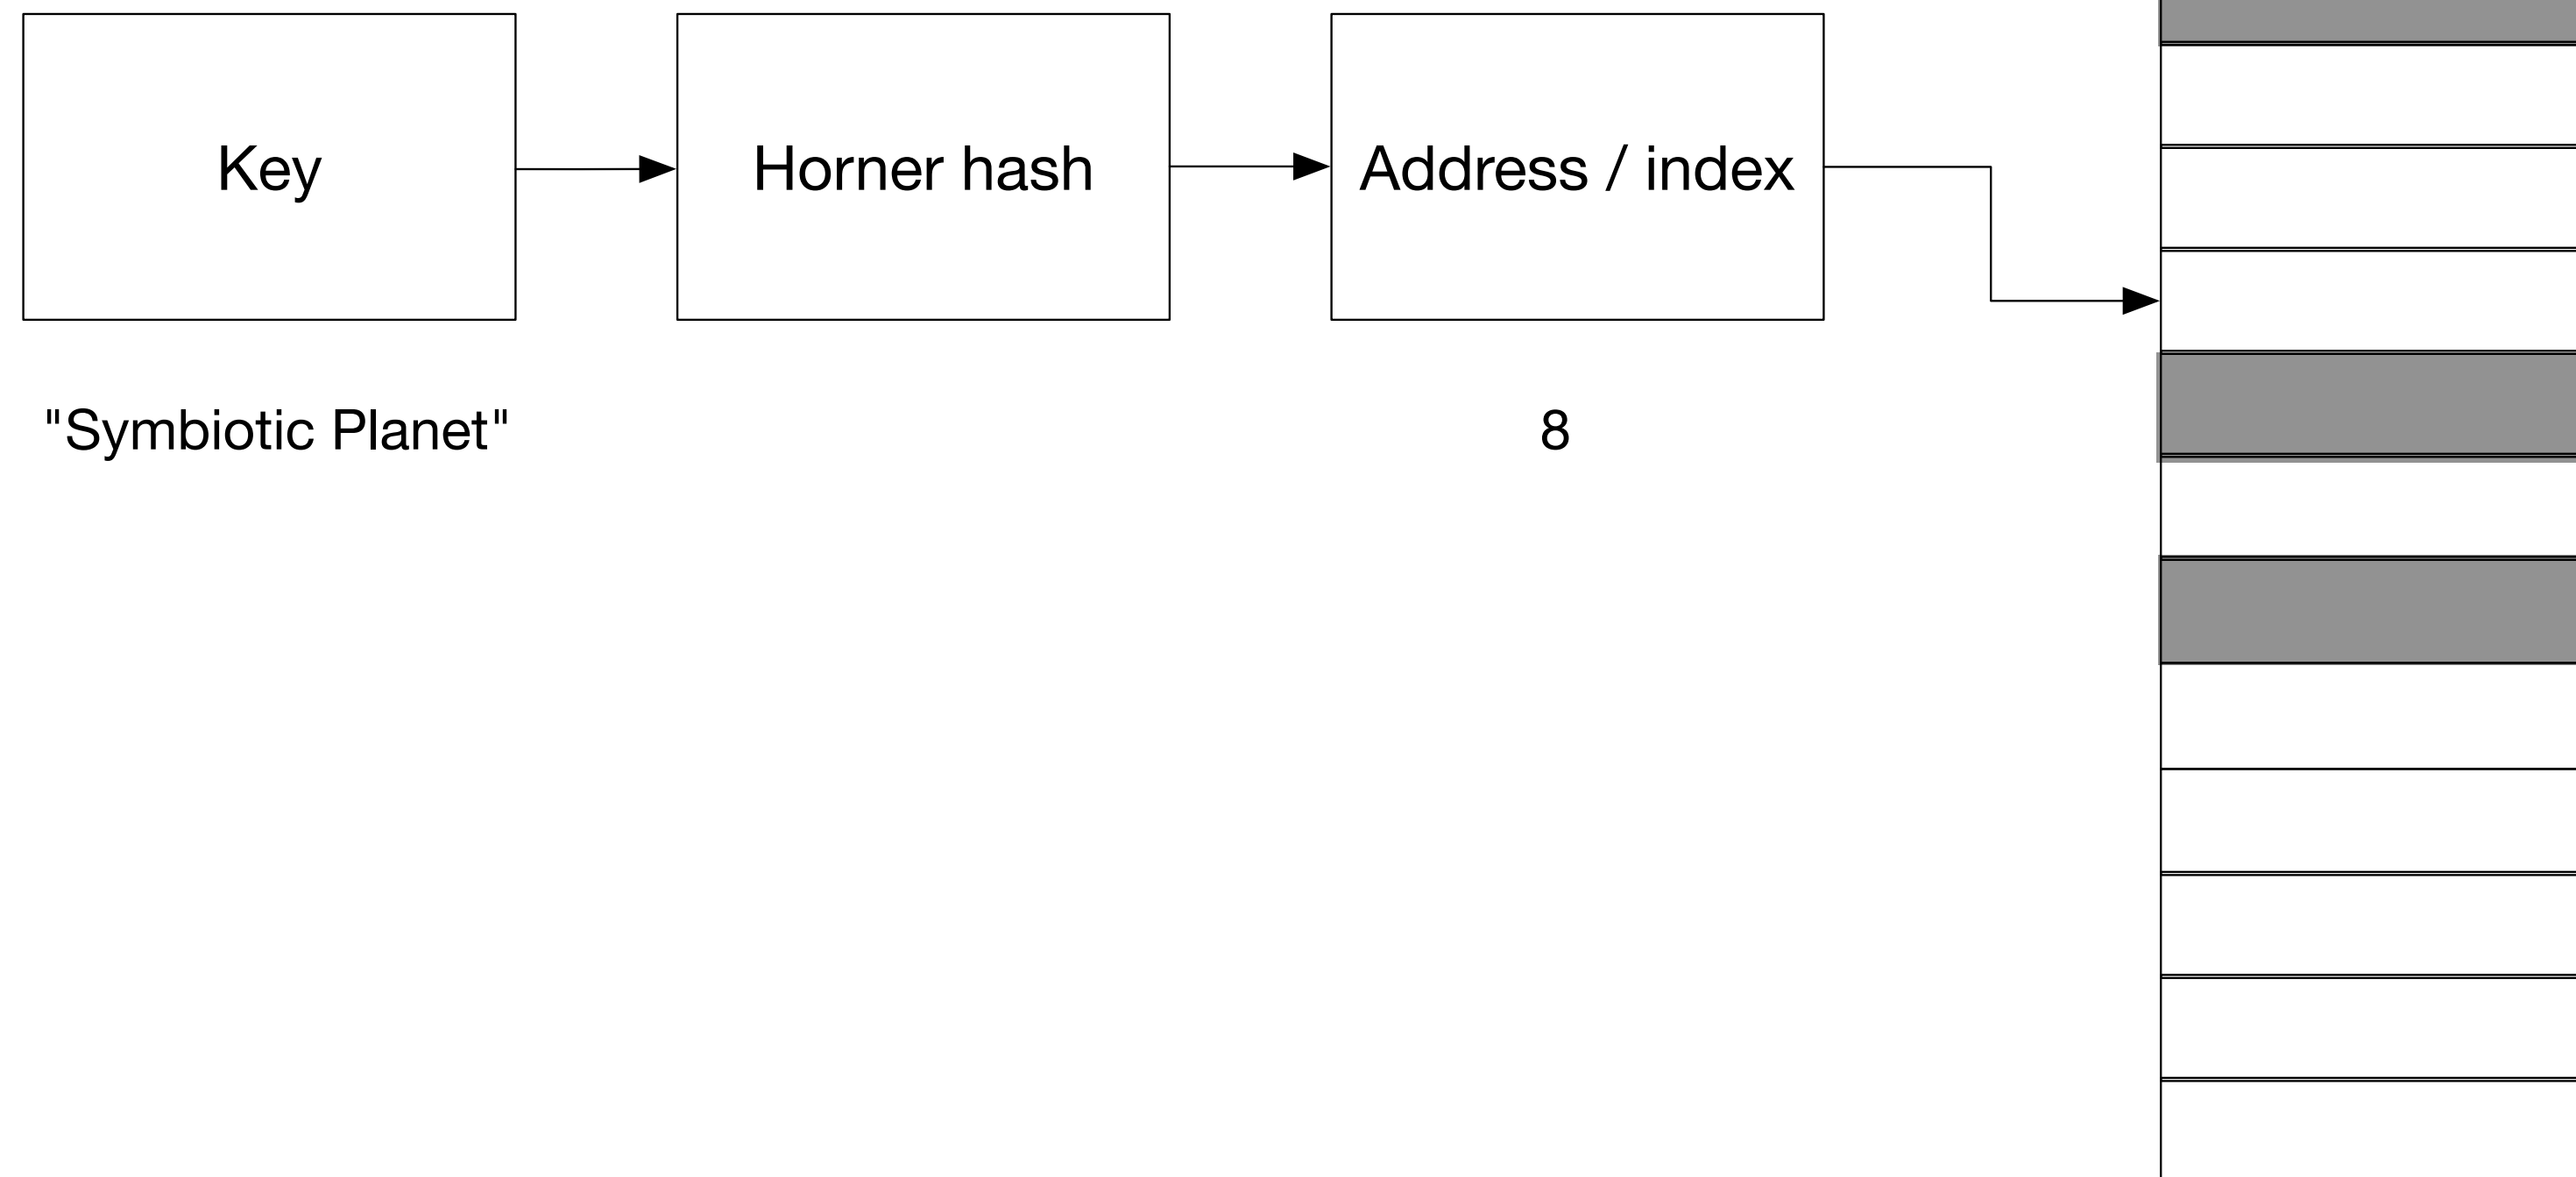 Key
Horner hash
Address / index
"Symbiotic Planet"
8